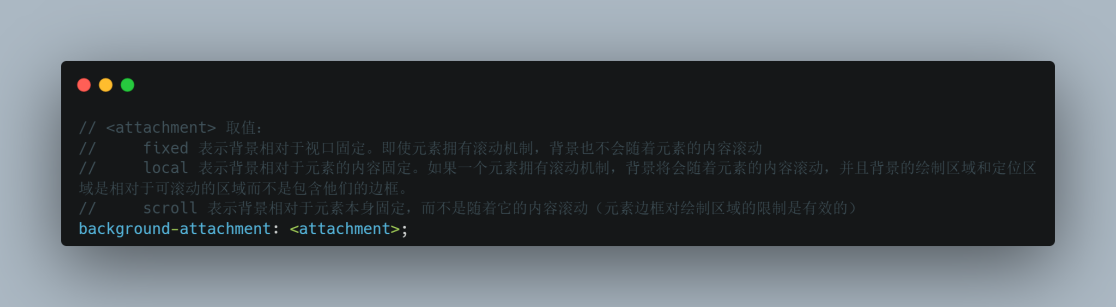 // <attachment> 取值：
//     fixed 表示背景相对于视口固定。即使元素拥有滚动机制，背景也不会随着元素的内容滚动
//     local 表示背景相对于元素的内容固定。如果一个元素拥有滚动机制，背景将会随着元素的内容滚动，并且背景的绘制区域和定位区
域是相对于可滚动的区域而不是包含他们的边框。
//     scroll 表示背景相对于元素本身固定，而不是随着它的内容滚动（元素边框对绘制区域的限制是有效的）
background-attachment: <attachment>;